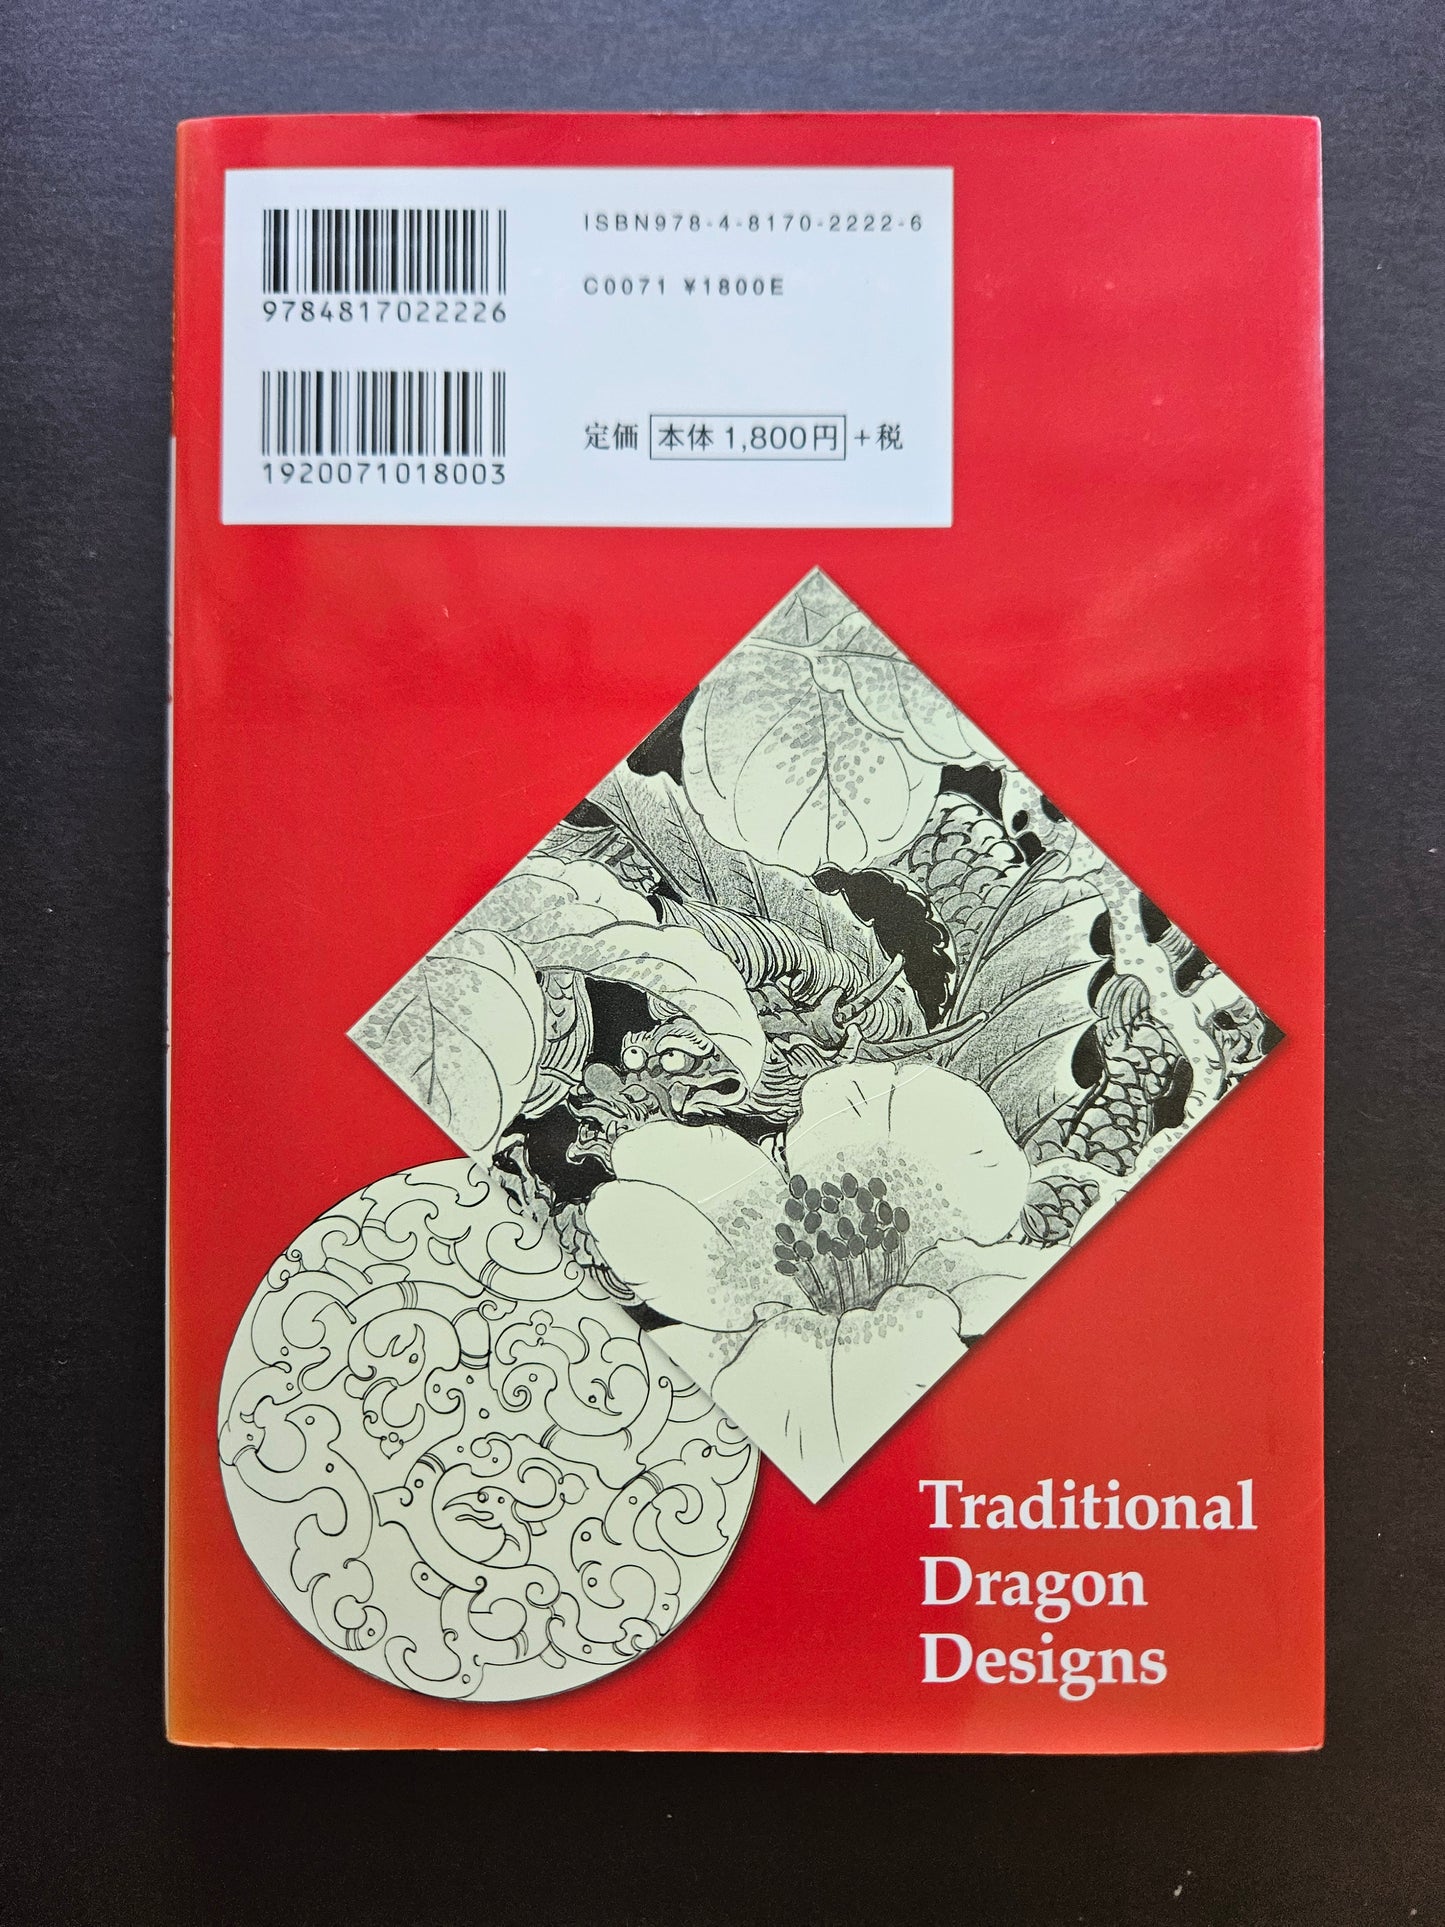 ISBN978-4-8170-2222-6
9784817022226
C0071 ¥1800E
1920071018003
定価 本体 1,800円 +税
Traditional
Dragon
Designs